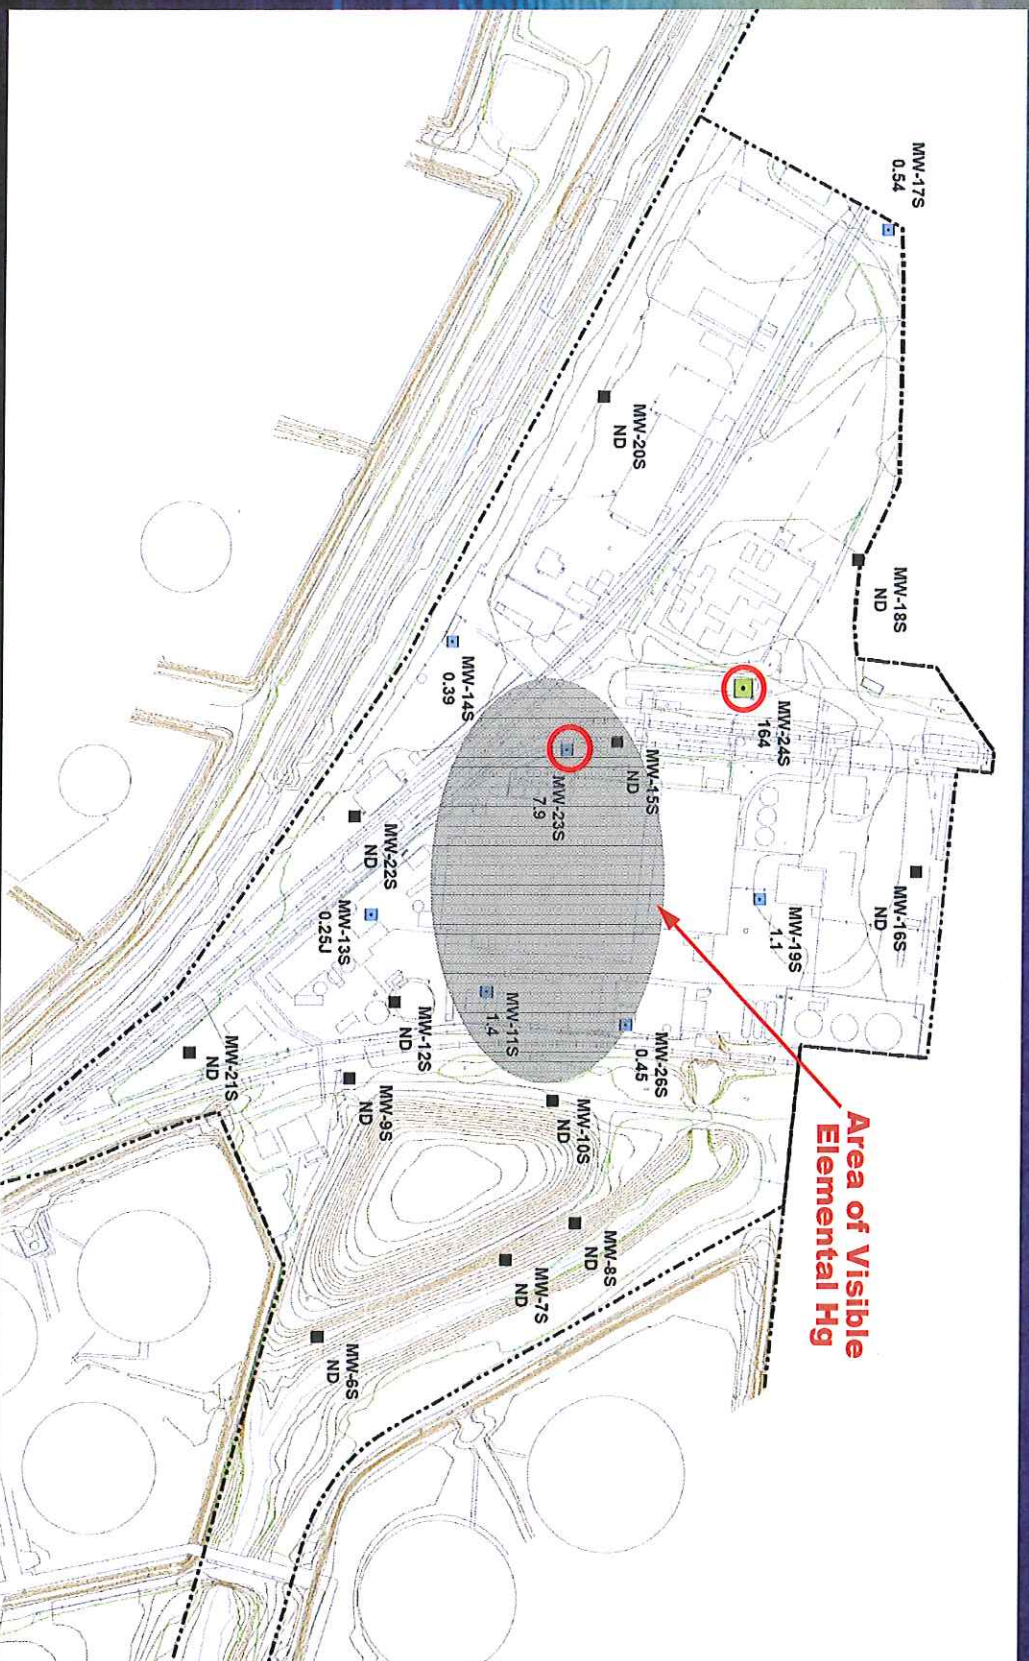 MW-17S
0.54
MW-18S
ND
MW-20S
ND
MW-24S
164
MW-14S
0.39
MW-15S
ND
MW-23S
7.9
MW-16S
ND
MW-19S
1.1
MW-22S
ND
MW-13S
0.25J
MW-11S
1.4
MW-26S
0.45
MW-12S
ND
MW-21S
ND
MW-9S
ND
MW-10S
ND
MW-8S
ND
MW-7S
ND
MW-6S
ND
Area of Visible
Elemental Hg